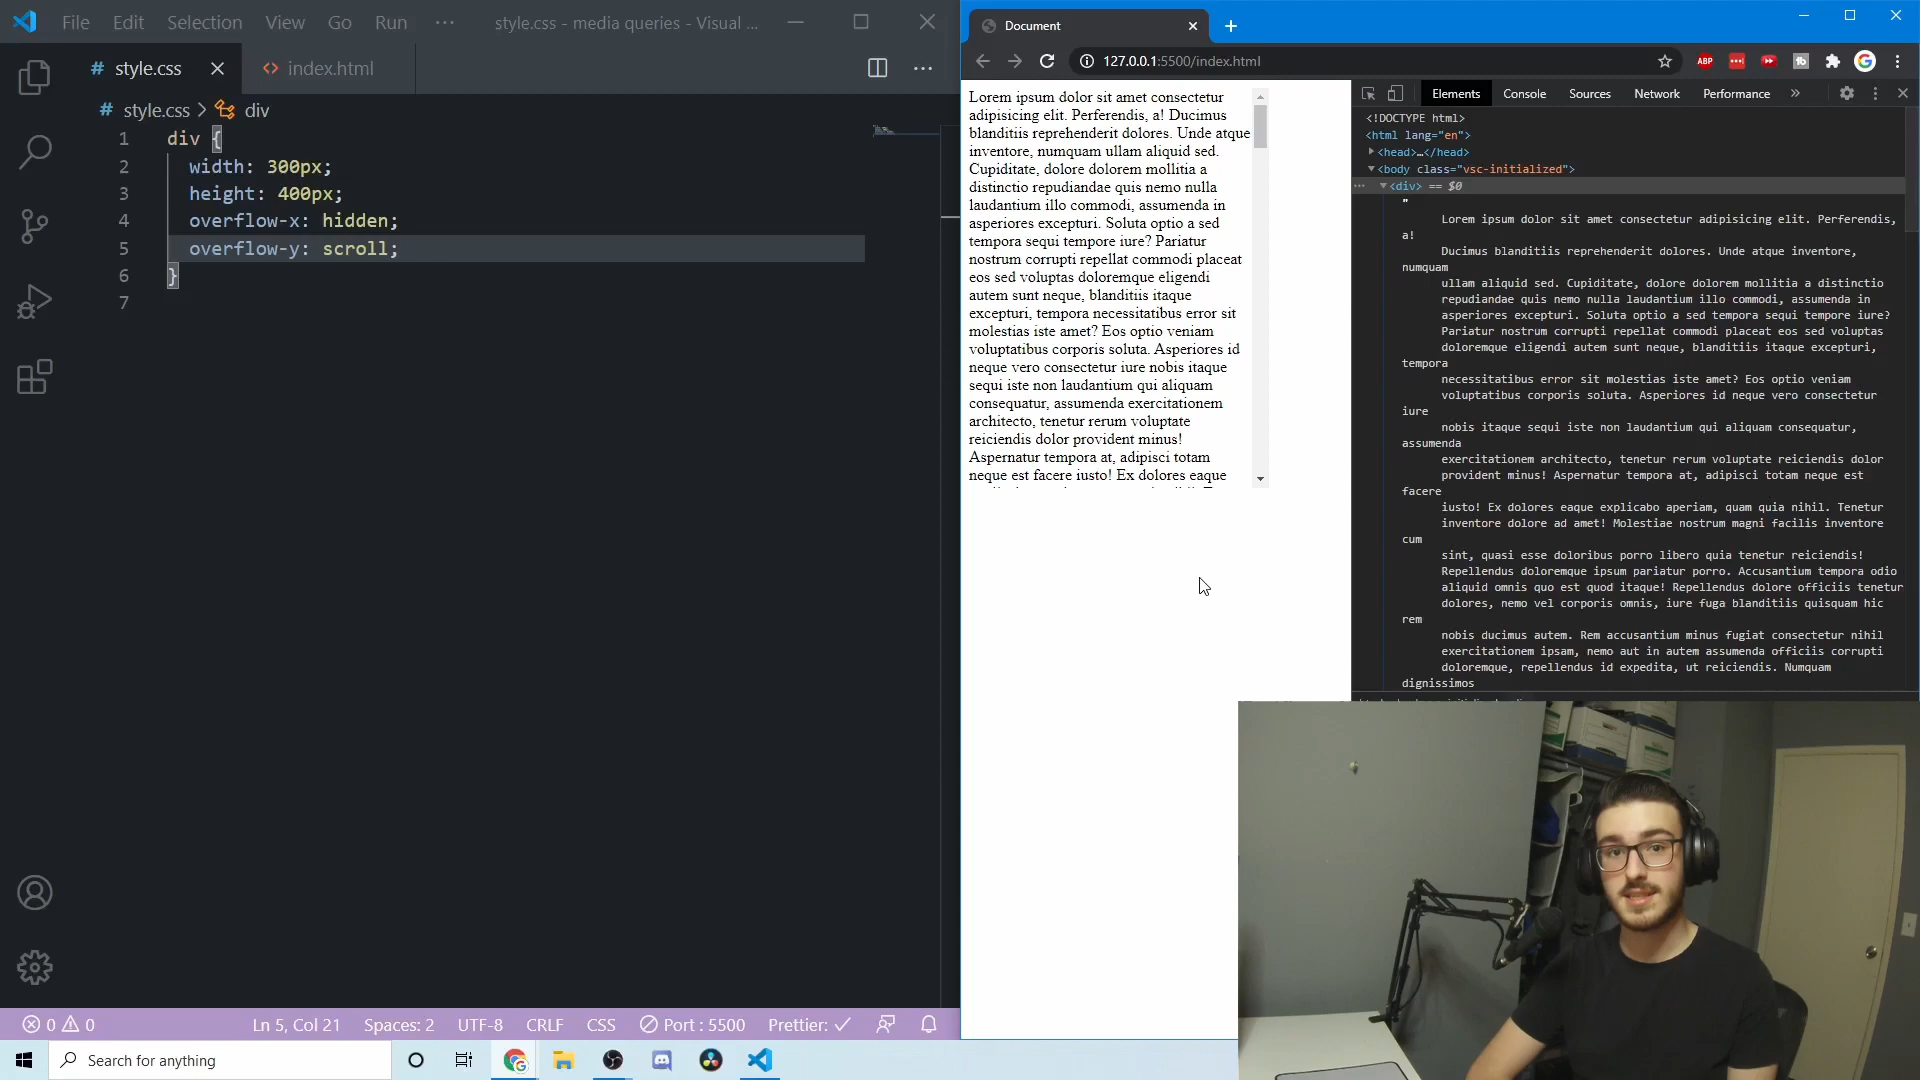 File Edit Selection View Go Run ··· style.css - media queries - Visual ...
# style.css <> index.html
# style.css > div
1 div {
2 width: 300px;
3 height: 400px;
4 overflow-x: hidden;
5 overflow-y: scroll;
6 }
7
0 0 Ln 5, Col 21 Spaces: 2 UTF-8 CRLF CSS Port : 5500 Prettier: ✓
Search for anything
Document
127.0.0.1:5500/index.html
ABP
Lorem ipsum dolor sit amet consectetur
adipisicing elit. Perferendis, a! Ducimus
blanditiis reprehenderit dolores. Unde atque
inventore, numquam ullam aliquid sed.
Cupiditate, dolore dolorem mollitia a
distinctio repudiandae quis nemo nulla
laudantium illo commodi, assumenda in
asperiores excepturi. Soluta optio a sed
tempora sequi tempore iure? Pariatur
nostrum corrupti repellat commodi placeat
eos sed voluptas doloremque eligendi
autem sunt neque, blanditiis itaque
excepturi, tempora necessitatibus error sit
molestias iste amet? Eos optio veniam
voluptatibus corporis soluta. Asperiores id
neque vero consectetur iure nobis itaque
sequi iste non laudantium qui aliquam
consequatur, assumenda exercitationem
architecto, tenetur rerum voluptate
reiciendis dolor provident minus!
Aspernatur tempora at, adipisci totam
neque est facere iusto! Ex dolores eaque
Elements Console Sources Network Performance »
<!DOCTYPE html>
<html lang="en">
<head>…</head>
<body class="vsc-initialized">
··· <div> == $0
"
Lorem ipsum dolor sit amet consectetur adipisicing elit. Perferendis,
a!
Ducimus blanditiis reprehenderit dolores. Unde atque inventore,
numquam
ullam aliquid sed. Cupiditate, dolore dolorem mollitia a distinctio
repudiandae quis nemo nulla laudantium illo commodi, assumenda in
asperiores excepturi. Soluta optio a sed tempora sequi tempore iure?
Pariatur nostrum corrupti repellat commodi placeat eos sed voluptas
doloremque eligendi autem sunt neque, blanditiis itaque excepturi,
tempora
necessitatibus error sit molestias iste amet? Eos optio veniam
voluptatibus corporis soluta. Asperiores id neque vero consectetur
iure
nobis itaque sequi iste non laudantium qui aliquam consequatur,
assumenda
exercitationem architecto, tenetur rerum voluptate reiciendis dolor
provident minus! Aspernatur tempora at, adipisci totam neque est
facere
iusto! Ex dolores eaque explicabo aperiam, quam quia nihil. Tenetur
inventore dolore ad amet! Molestiae nostrum magni facilis inventore
cum
sint, quasi esse doloribus porro libero quia tenetur reiciendis!
Repellendus doloremque ipsum pariatur porro. Accusantium tempora odio
aliquid omnis quo est quod itaque! Repellendus dolore officiis tenetur
dolores, nemo vel corporis omnis, iure fuga blanditiis quisquam hic
rem
nobis ducimus autem. Rem accusantium minus fugiat consectetur nihil
exercitationem ipsam, nemo aut in autem assumenda officiis corrupti
doloremque, repellendus id expedita, ut reiciendis. Numquam
dignissimos